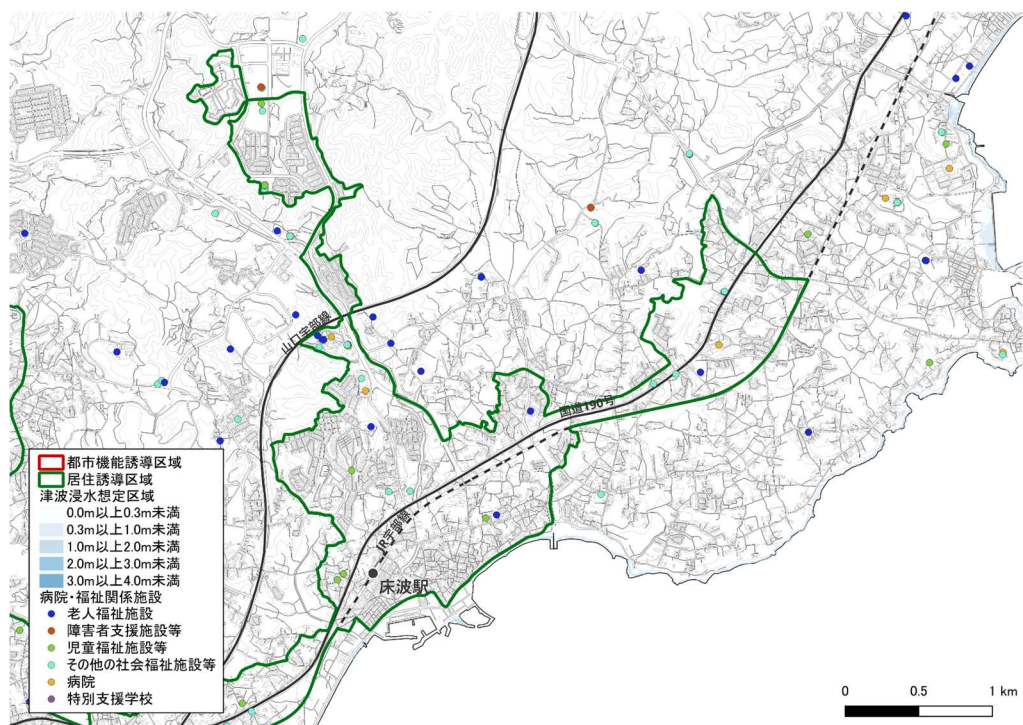 山口宇部線
国道190号
JR宇部線
床波駅
都市機能誘導区域
居住誘導区域
津波浸水想定区域
0.0m以上0.3m未満
0.3m以上1.0m未満
1.0m以上2.0m未満
2.0m以上3.0m未満
3.0m以上4.0m未満
病院・福祉関係施設
老人福祉施設
障害者支援施設等
児童福祉施設等
その他の社会福祉施設等
病院
特別支援学校
0 0.5 1 km